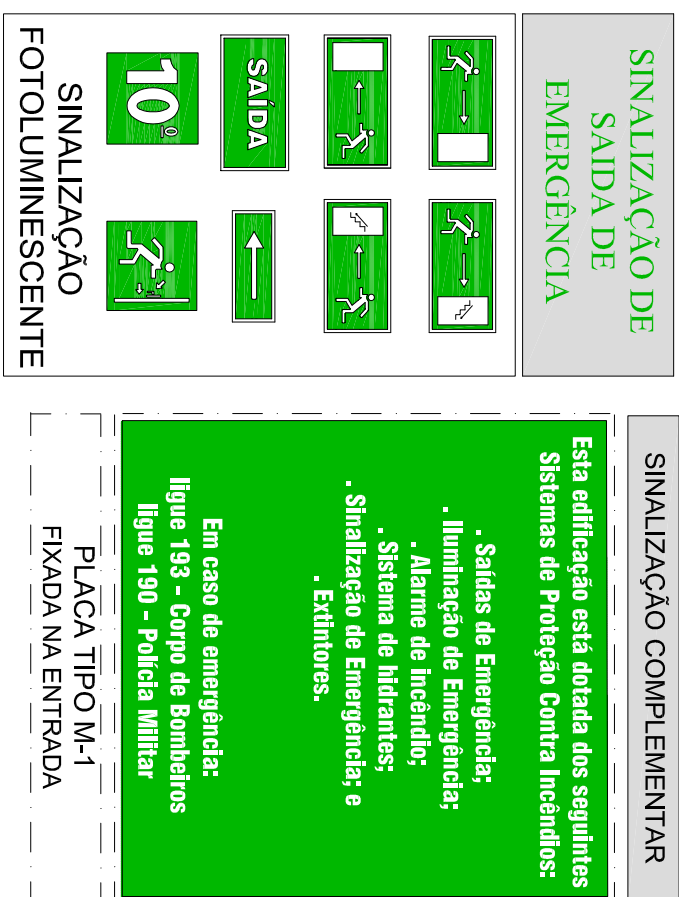 SINALIZAÇÃO DE
SAIDA DE
EMERGÊNCIA
SAÍDA
10º
SINALIZAÇÃO
FOTOLUMINESCENTE
SINALIZAÇÃO COMPLEMENTAR
Esta edificação está dotada dos seguintes
Sistemas de Proteção Contra Incêndios:
. Saídas de Emergência;
. Iluminação de Emergência;
. Alarme de incêndio;
. Sistema de hidrantes;
. Sinalização de Emergência; e
. Extintores.
Em caso de emergência:
ligue 193 - Corpo de Bombeiros
ligue 190 - Polícia Militar
PLACA TIPO M-1
FIXADA NA ENTRADA